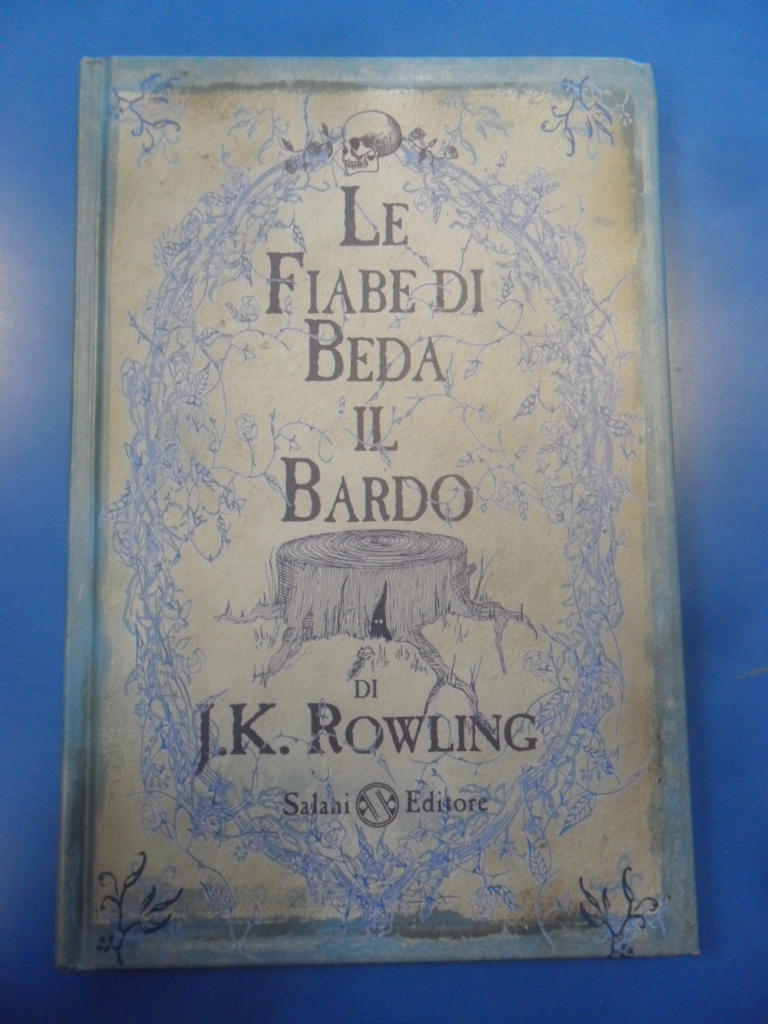 LE
FIABE DI
BEDA
IL
BARDO
DI
J.K. ROWLING
Salani Editore